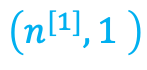 (n^[1], 1 )